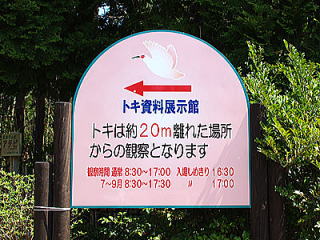 トキ資料展示館
トキは約20m離れた場所
からの観察となります
観察時間 通常 8:30～17:00 入場しめきり 16:30
7～9月 8:30～17:30 〃 17:00